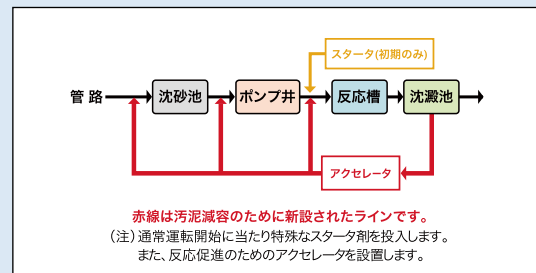 スタータ(初期のみ)
管路 沈砂池 ポンプ井 反応槽 沈澱池
アクセレータ
赤線は汚泥減容のために新設されたラインです。
(注)通常運転開始に当たり特殊なスタータ剤を投入します。
また、反応促進のためのアクセレータを設置します。